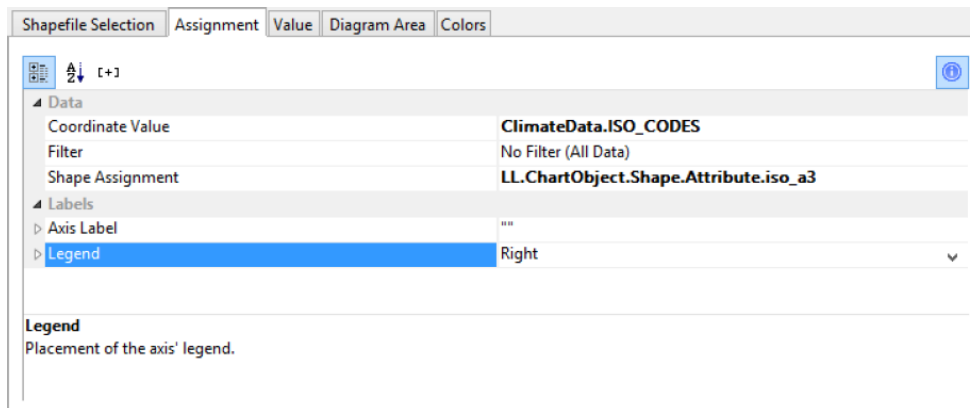 Shapefile Selection Assignment Value Diagram Area Colors
A Z [+]
Data
Coordinate Value ClimateData.ISO_CODES
Filter No Filter (All Data)
Shape Assignment LL.ChartObject.Shape.Attribute.iso_a3
Labels
Axis Label ""
Legend Right
Legend
Placement of the axis' legend.